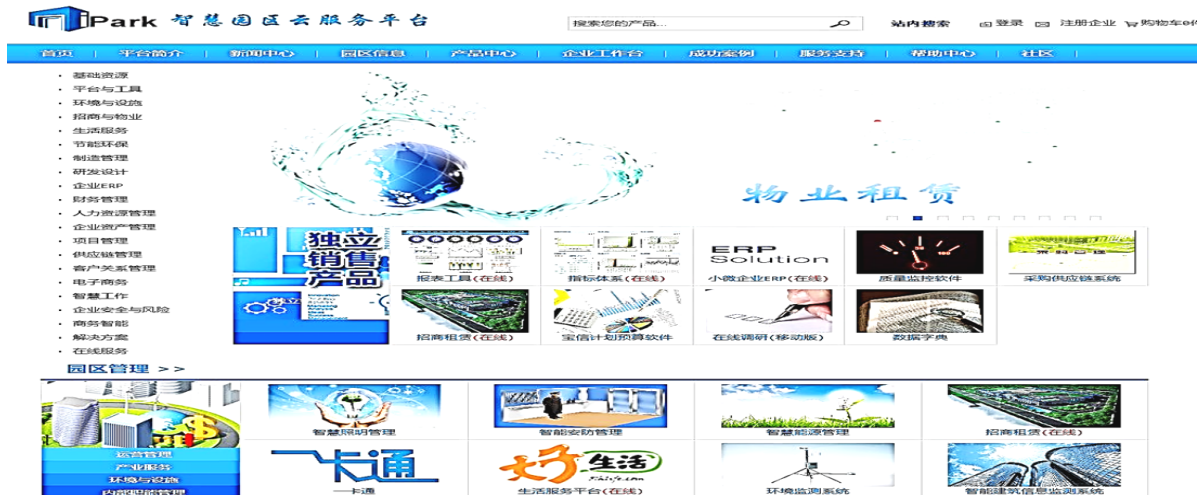 iPark 智慧园区云服务平台
搜索您的产品...
站内搜索 登录 注册企业 购物车0件
首页 平台简介 新闻中心 园区信息 产品中心 企业工作台 成功案例 服务支持 帮助中心 社区
基础资源
平台与工具
环境与设施
招商与物业
生活服务
节能环保
制造管理
研发设计
企业ERP
财务管理
人力资源管理
企业资产管理
项目管理
供应链管理
客户关系管理
电子商务
智慧工作
企业安全与风险
商务智能
解决方案
在线服务
物业租赁
独立
销售
产品
独立
ERP
Solution
报表工具(在线)
指标体系(在线)
小微企业ERP(在线)
质量监控软件
采购供应链系统
招商租赁(在线)
宝信计划预算软件
在线调研(移动版)
数据字典
园区管理 >>
运营管理
产业服务
环境与设施
内部职能管理
智慧照明管理
智能安防管理
智慧能源管理
招商租赁(在线)
一卡通
好生活
一卡通
生活服务平台(在线)
环境监测系统
智能建筑信息监测系统